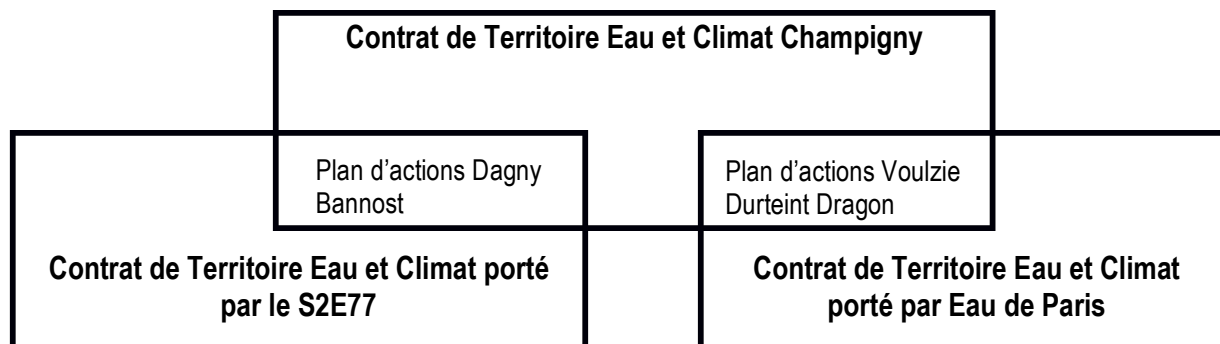 Contrat de Territoire Eau et Climat Champigny
Plan d’actions Dagny
Bannost
Plan d’actions Voulzie
Durteint Dragon
Contrat de Territoire Eau et Climat porté
par le S2E77
Contrat de Territoire Eau et Climat
porté par Eau de Paris